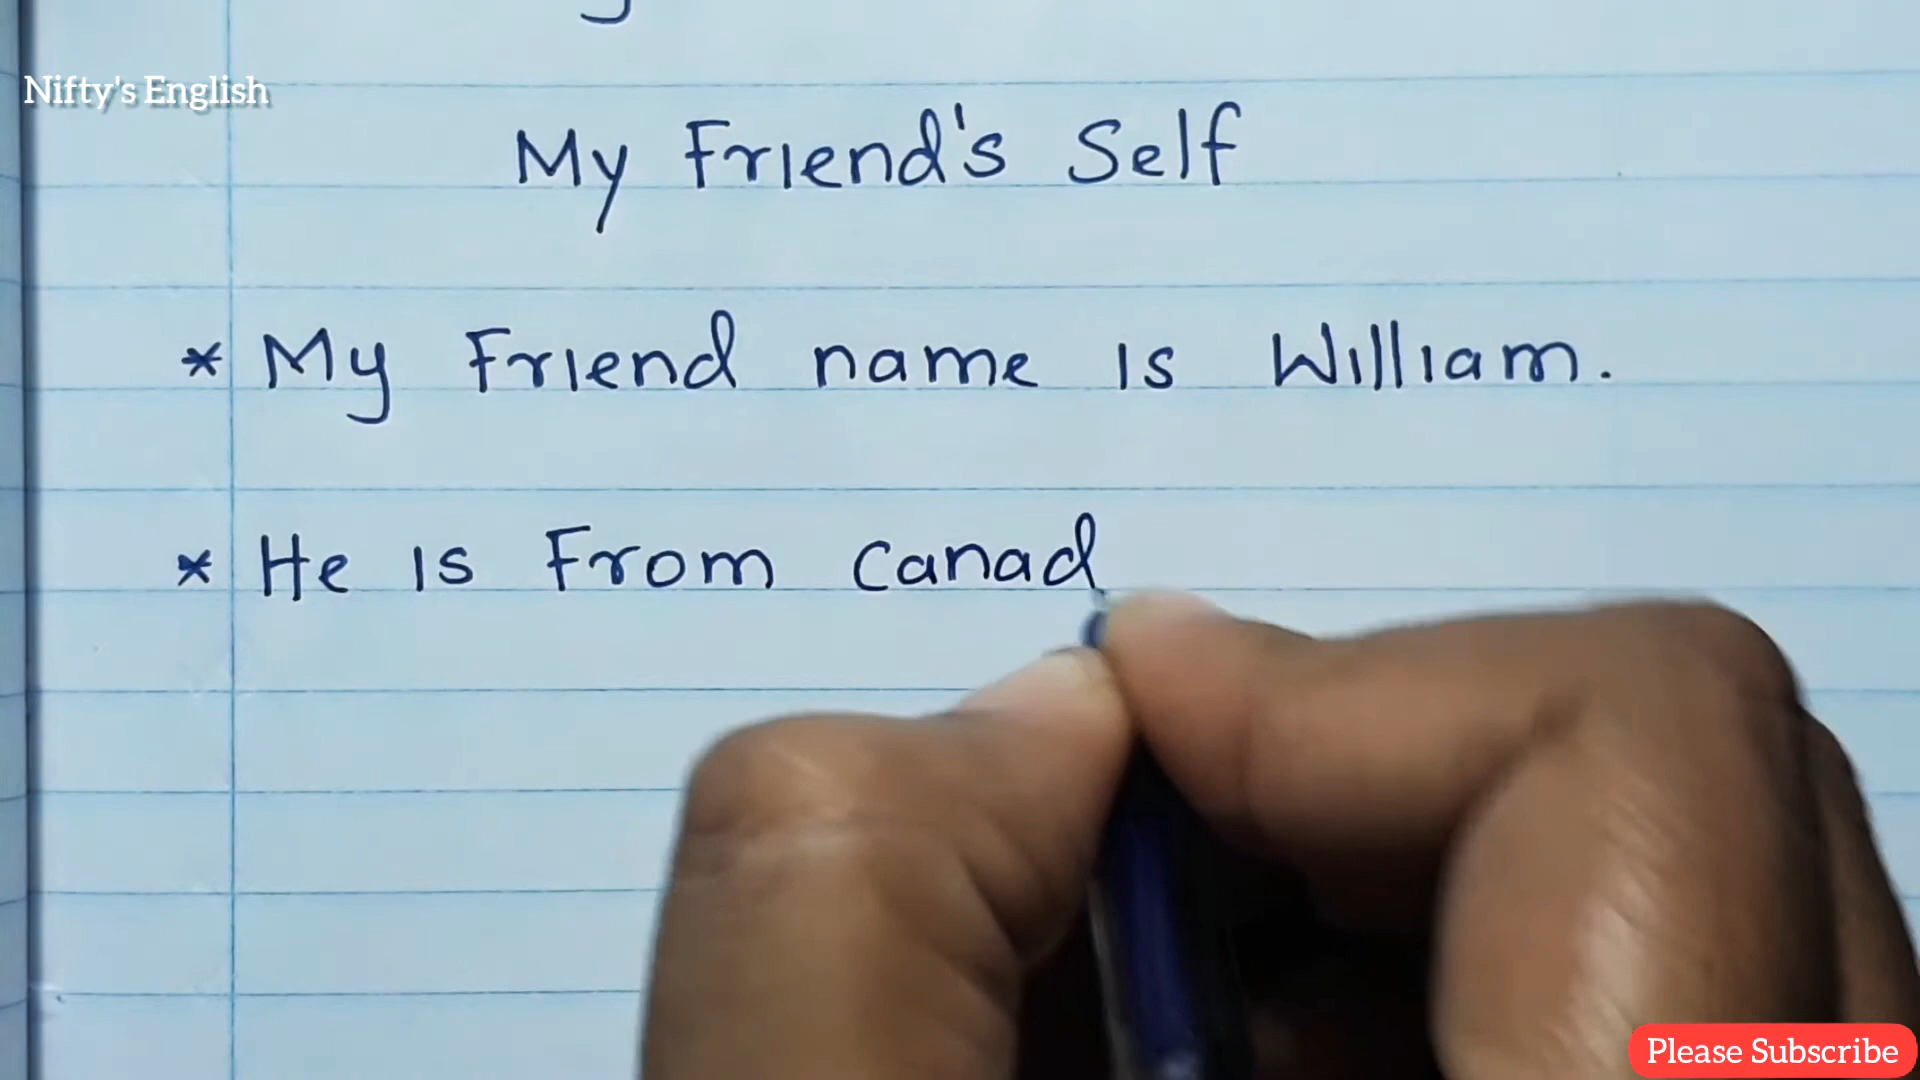 Nifty's English
My Friend's Self
* My Friend name is William.
* He is From canad
Please Subscribe